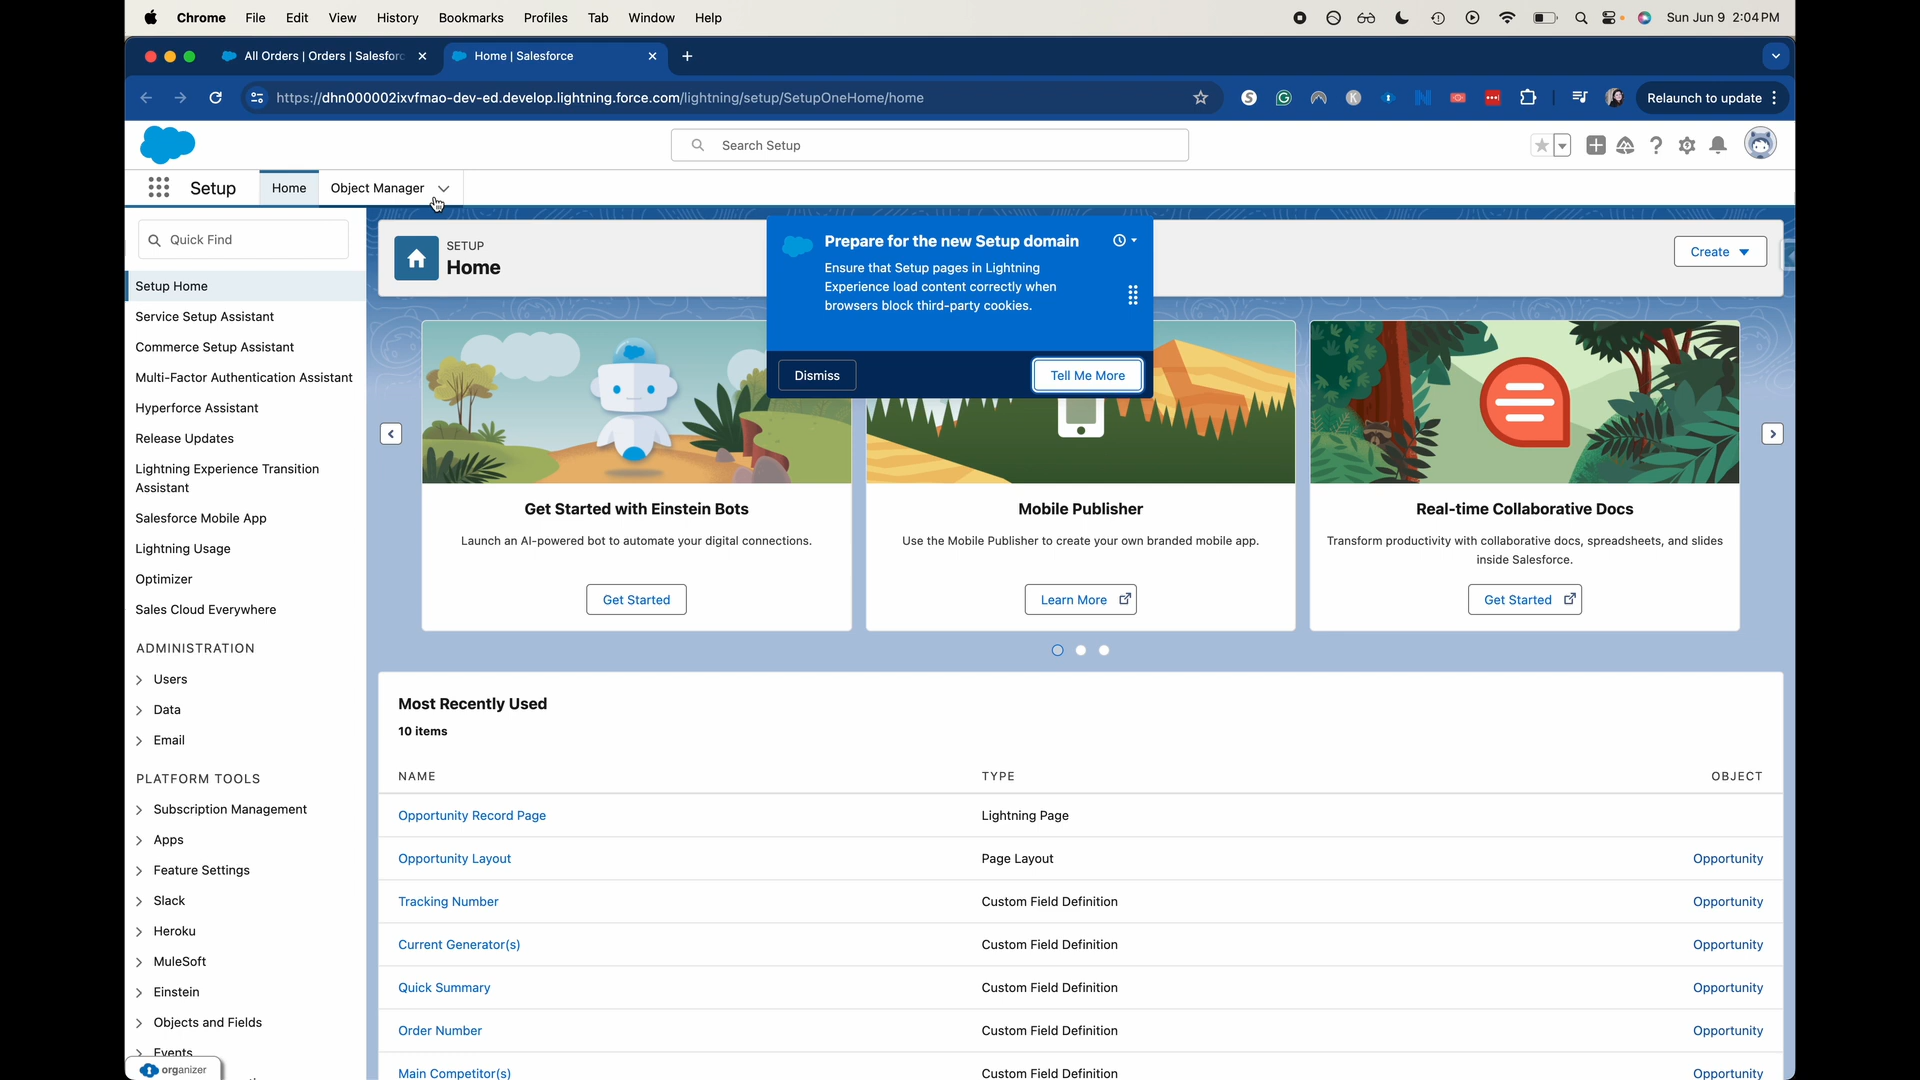 Chrome File Edit View History Bookmarks Profiles Tab Window Help Sun Jun 9 2:04 PM
All Orders | Orders | Salesforc Home | Salesforce
https://dhn000002ixvfmao-dev-ed.develop.lightning.force.com/lightning/setup/SetupOneHome/home Relaunch to update
Search Setup
Setup Home Object Manager
Quick Find
Setup Home
Service Setup Assistant
Commerce Setup Assistant
Multi-Factor Authentication Assistant
Hyperforce Assistant
Release Updates
Lightning Experience Transition
Assistant
Salesforce Mobile App
Lightning Usage
Optimizer
Sales Cloud Everywhere
ADMINISTRATION
Users
Data
Email
PLATFORM TOOLS
Subscription Management
Apps
Feature Settings
Slack
Heroku
MuleSoft
Einstein
Objects and Fields
Events
organizer
SETUP
Home
Create
Prepare for the new Setup domain
Ensure that Setup pages in Lightning
Experience load content correctly when
browsers block third-party cookies.
Dismiss Tell Me More
Get Started with Einstein Bots
Launch an AI-powered bot to automate your digital connections.
Get Started
Mobile Publisher
Use the Mobile Publisher to create your own branded mobile app.
Learn More
Real-time Collaborative Docs
Transform productivity with collaborative docs, spreadsheets, and slides
inside Salesforce.
Get Started
Most Recently Used
10 items
NAME TYPE OBJECT
Opportunity Record Page Lightning Page
Opportunity Layout Page Layout Opportunity
Tracking Number Custom Field Definition Opportunity
Current Generator(s) Custom Field Definition Opportunity
Quick Summary Custom Field Definition Opportunity
Order Number Custom Field Definition Opportunity
Main Competitor(s) Custom Field Definition Opportunity